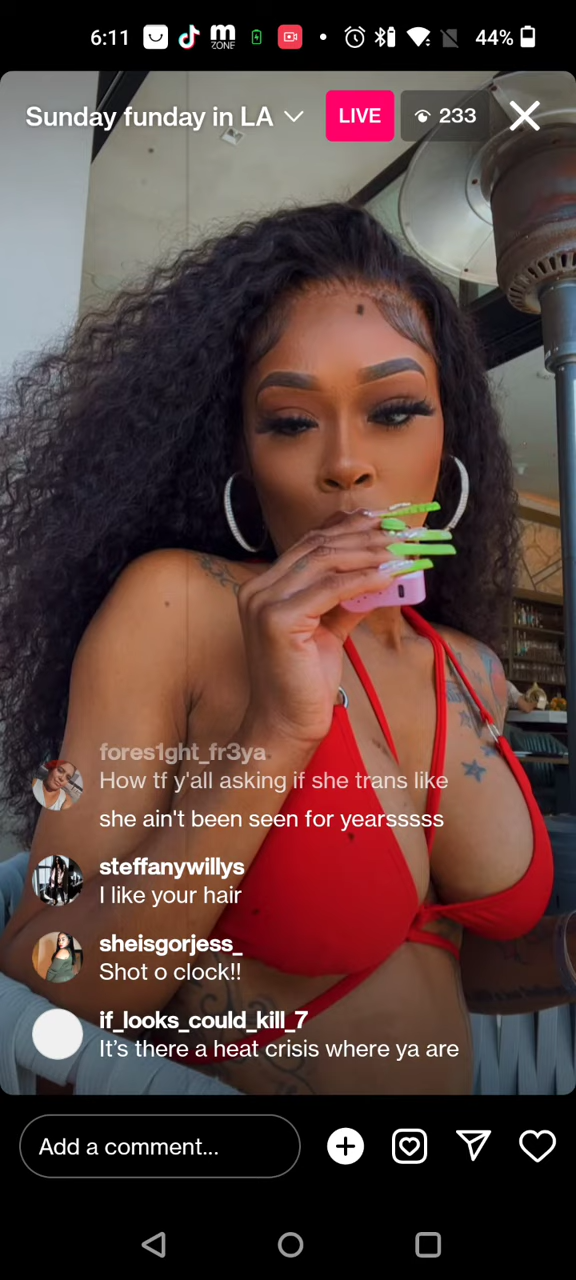 6:11
m
ZONE
44%
Sunday funday in LA
LIVE
233
fores1ght_fr3ya
How tf y'all asking if she trans like
she ain't been seen for yearsssss
steffanywillys
I like your hair
sheisgorjess_
Shot o clock!!
if_looks_could_kill_7
It’s there a heat crisis where ya are
Add a comment...